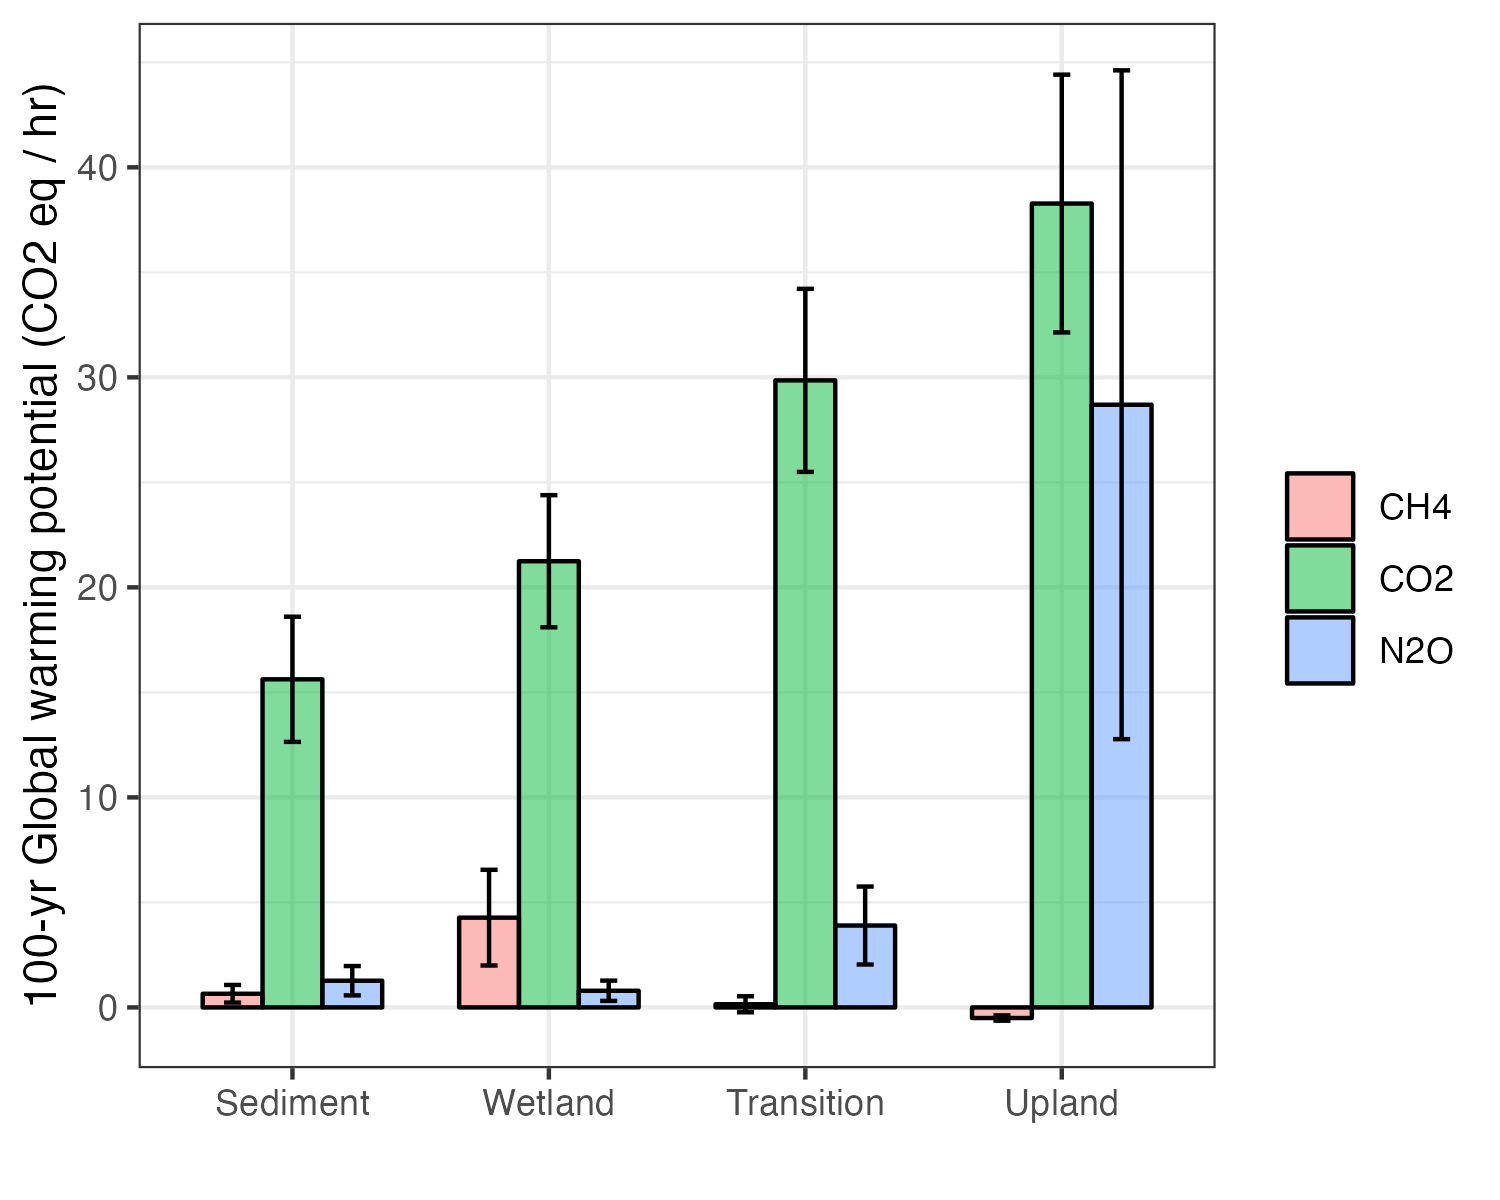 100-yr Global warming potential (CO2 eq / hr)
40
30
20
10
0
Sediment Wetland Transition Upland
CH4
CO2
N2O